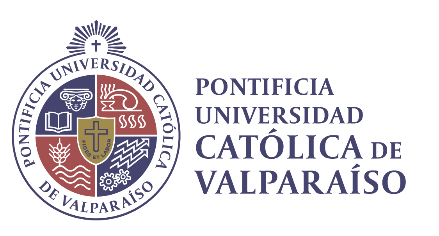 PONTIFICIA UNIVERSIDAD CATÓLICA
DE VALPARAÍSO
PONTIFICIA
UNIVERSIDAD
CATÓLICA DE
VALPARAÍSO